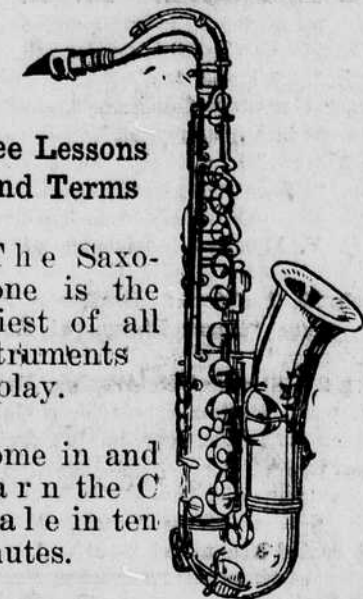 ee Lessons
nd Terms
The Saxo-
one is the
iest of all
truments
play.
ome in and
arn the C
ale in ten
nutes.